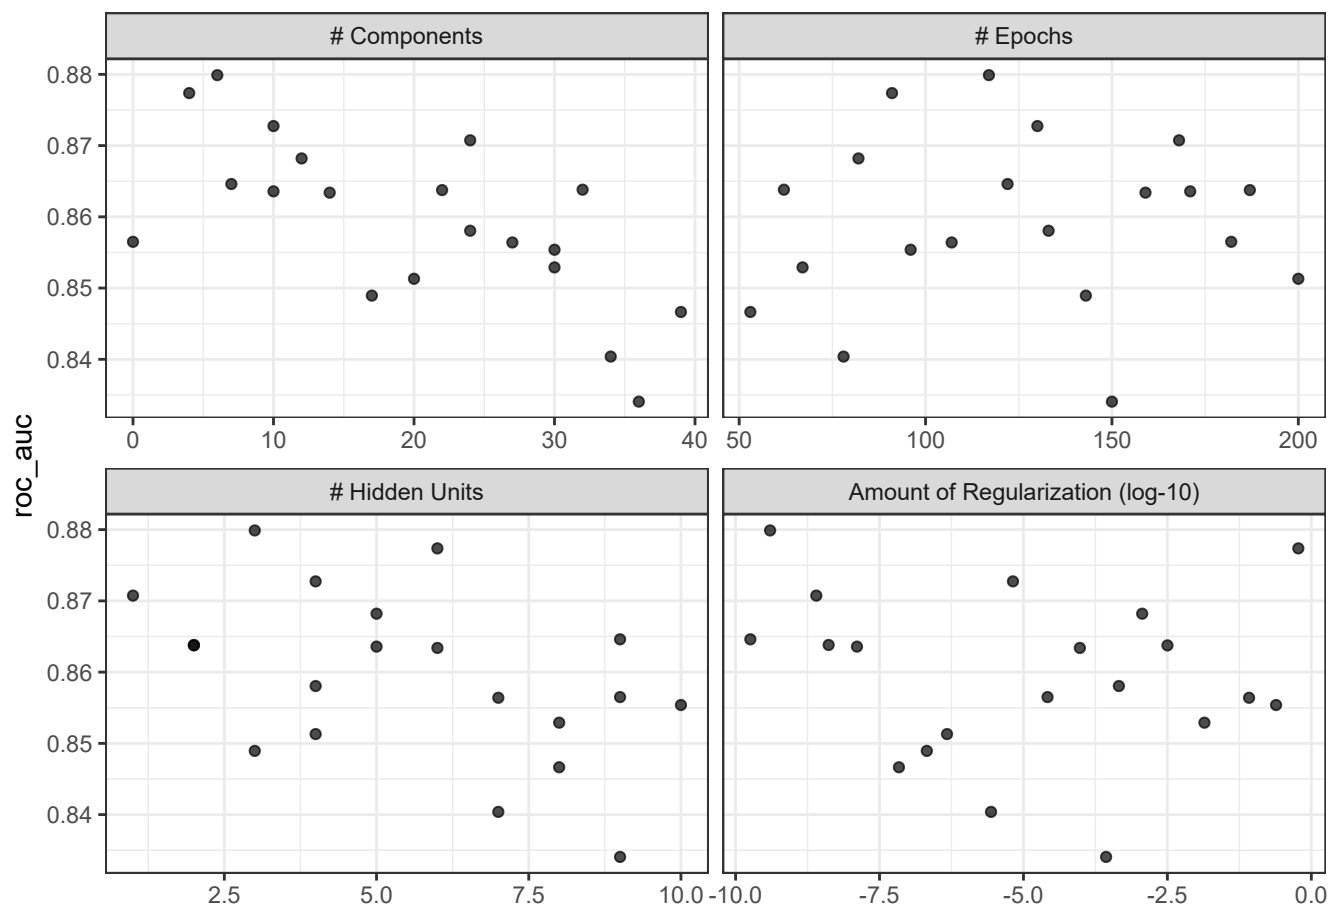 # Components
# Epochs
0.88
0.87
0.86
0.85
0.84
0 10 20 30 40
50 100 150 200
roc_auc
# Hidden Units
Amount of Regularization (log-10)
0.88
0.87
0.86
0.85
0.84
2.5 5.0 7.5 10.0
-10.0 -7.5 -5.0 -2.5 0.0